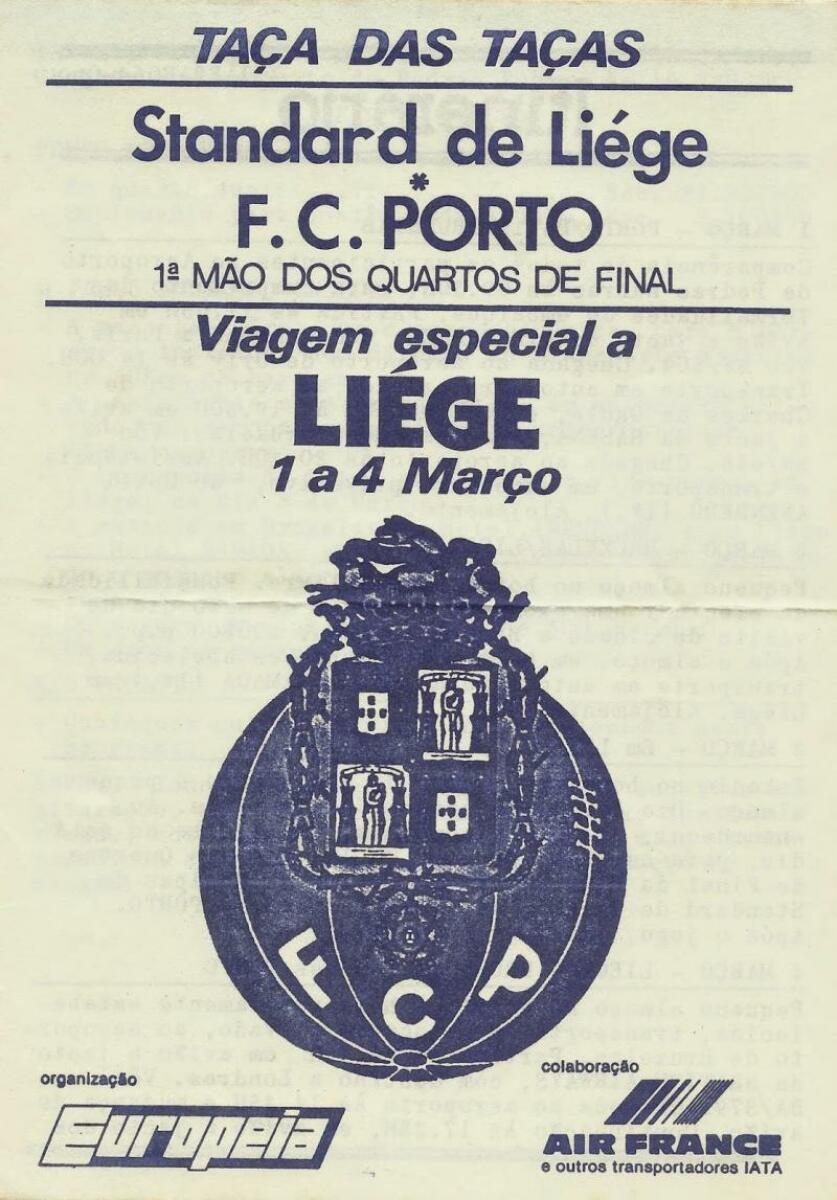 TAÇA DAS TAÇAS
Standard de Liége
*
F. C. PORTO
1ª MÃO DOS QUARTOS DE FINAL
Viagem especial a
LIÉGE
1 a 4 Março
FCP
organização
europeia
colaboração
AIR FRANCE
e outros transportadores IATA